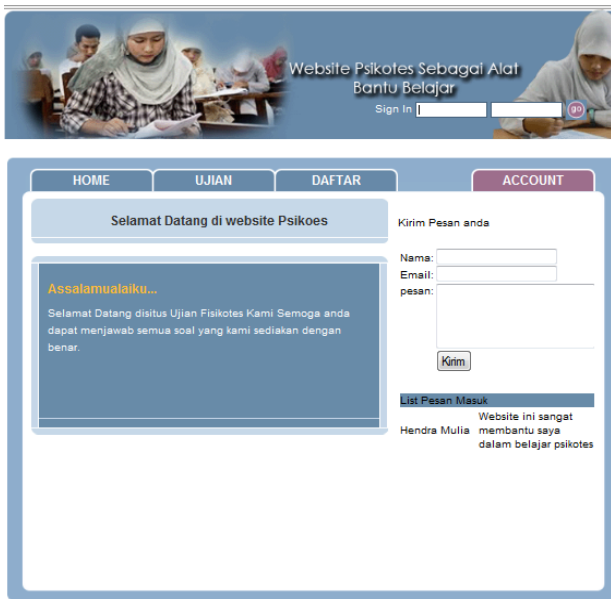 Website Psikotes Sebagai Alat
Bantu Belajar
Sign In
go
HOME UJIAN DAFTAR ACCOUNT
Selamat Datang di website Psikoes
Assalamualaiku...
Selamat Datang disitus Ujian Fisikotes Kami Semoga anda
dapat menjawab semua soal yang kami sediakan dengan
benar.
Kirim Pesan anda
Nama:
Email:
pesan:
Kirim
List Pesan Masuk
Hendra Mulia
Website ini sangat
membantu saya
dalam belajar psikotes